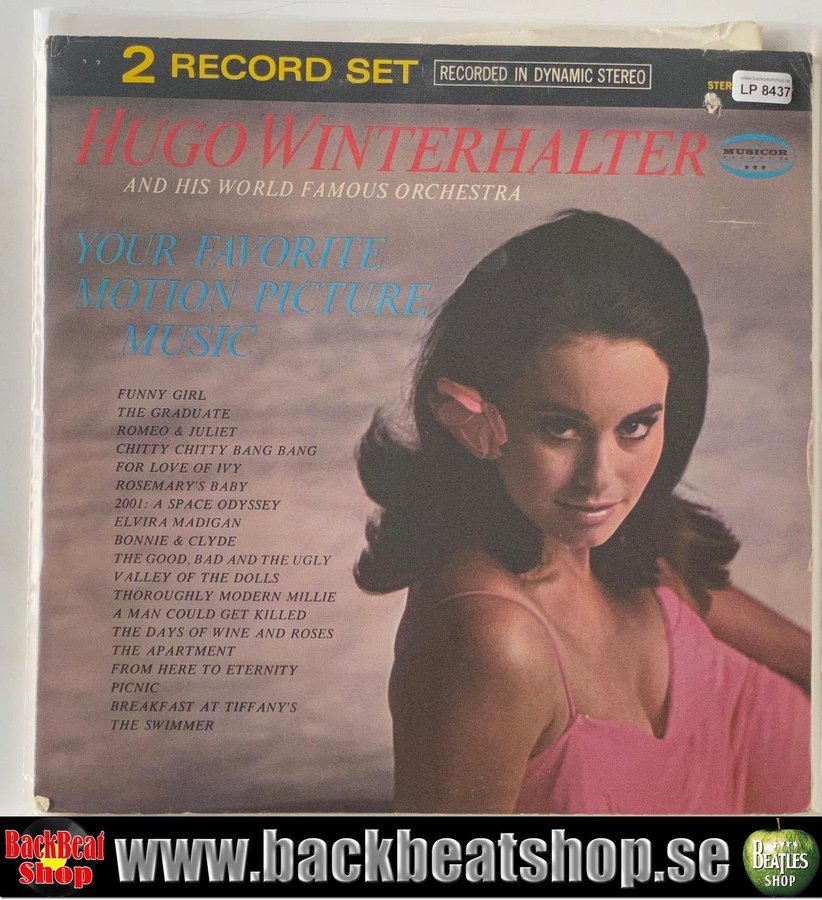 2 RECORD SET
RECORDED IN DYNAMIC STEREO
www.backbeatshop.se
LP 8437
HUGO WINTERHALTER
MUSICOR
RECORDS
AND HIS WORLD FAMOUS ORCHESTRA
YOUR FAVORITE
MOTION PICTURE
MUSIC
FUNNY GIRL
THE GRADUATE
ROMEO & JULIET
CHITTY CHITTY BANG BANG
FOR LOVE OF IVY
ROSEMARY'S BABY
2001: A SPACE ODYSSEY
ELVIRA MADIGAN
BONNIE & CLYDE
THE GOOD, BAD AND THE UGLY
VALLEY OF THE DOLLS
THOROUGHLY MODERN MILLIE
A MAN COULD GET KILLED
THE DAYS OF WINE AND ROSES
THE APARTMENT
FROM HERE TO ETERNITY
PICNIC
BREAKFAST AT TIFFANY'S
THE SWIMMER
BackBeat
Shop
www.backbeatshop.se
BEATLES
SHOP